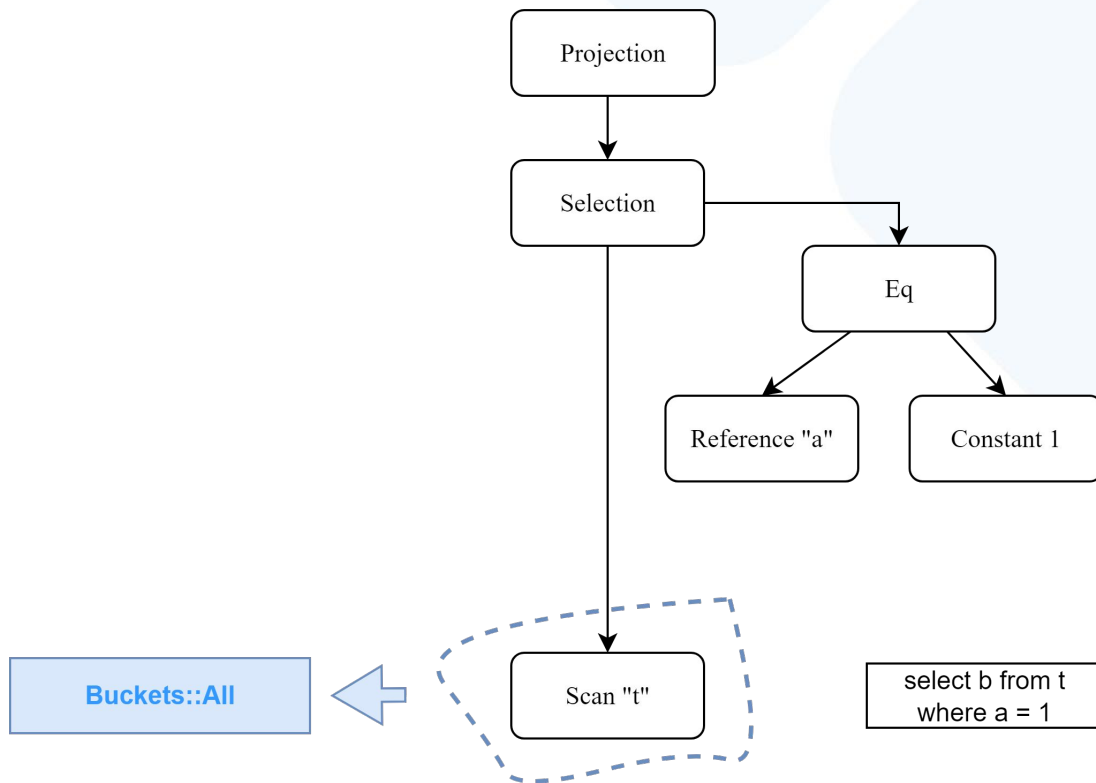 Projection
Selection
Eq
Reference "a"
Constant 1
Buckets::All
Scan "t"
select b from t
where a = 1